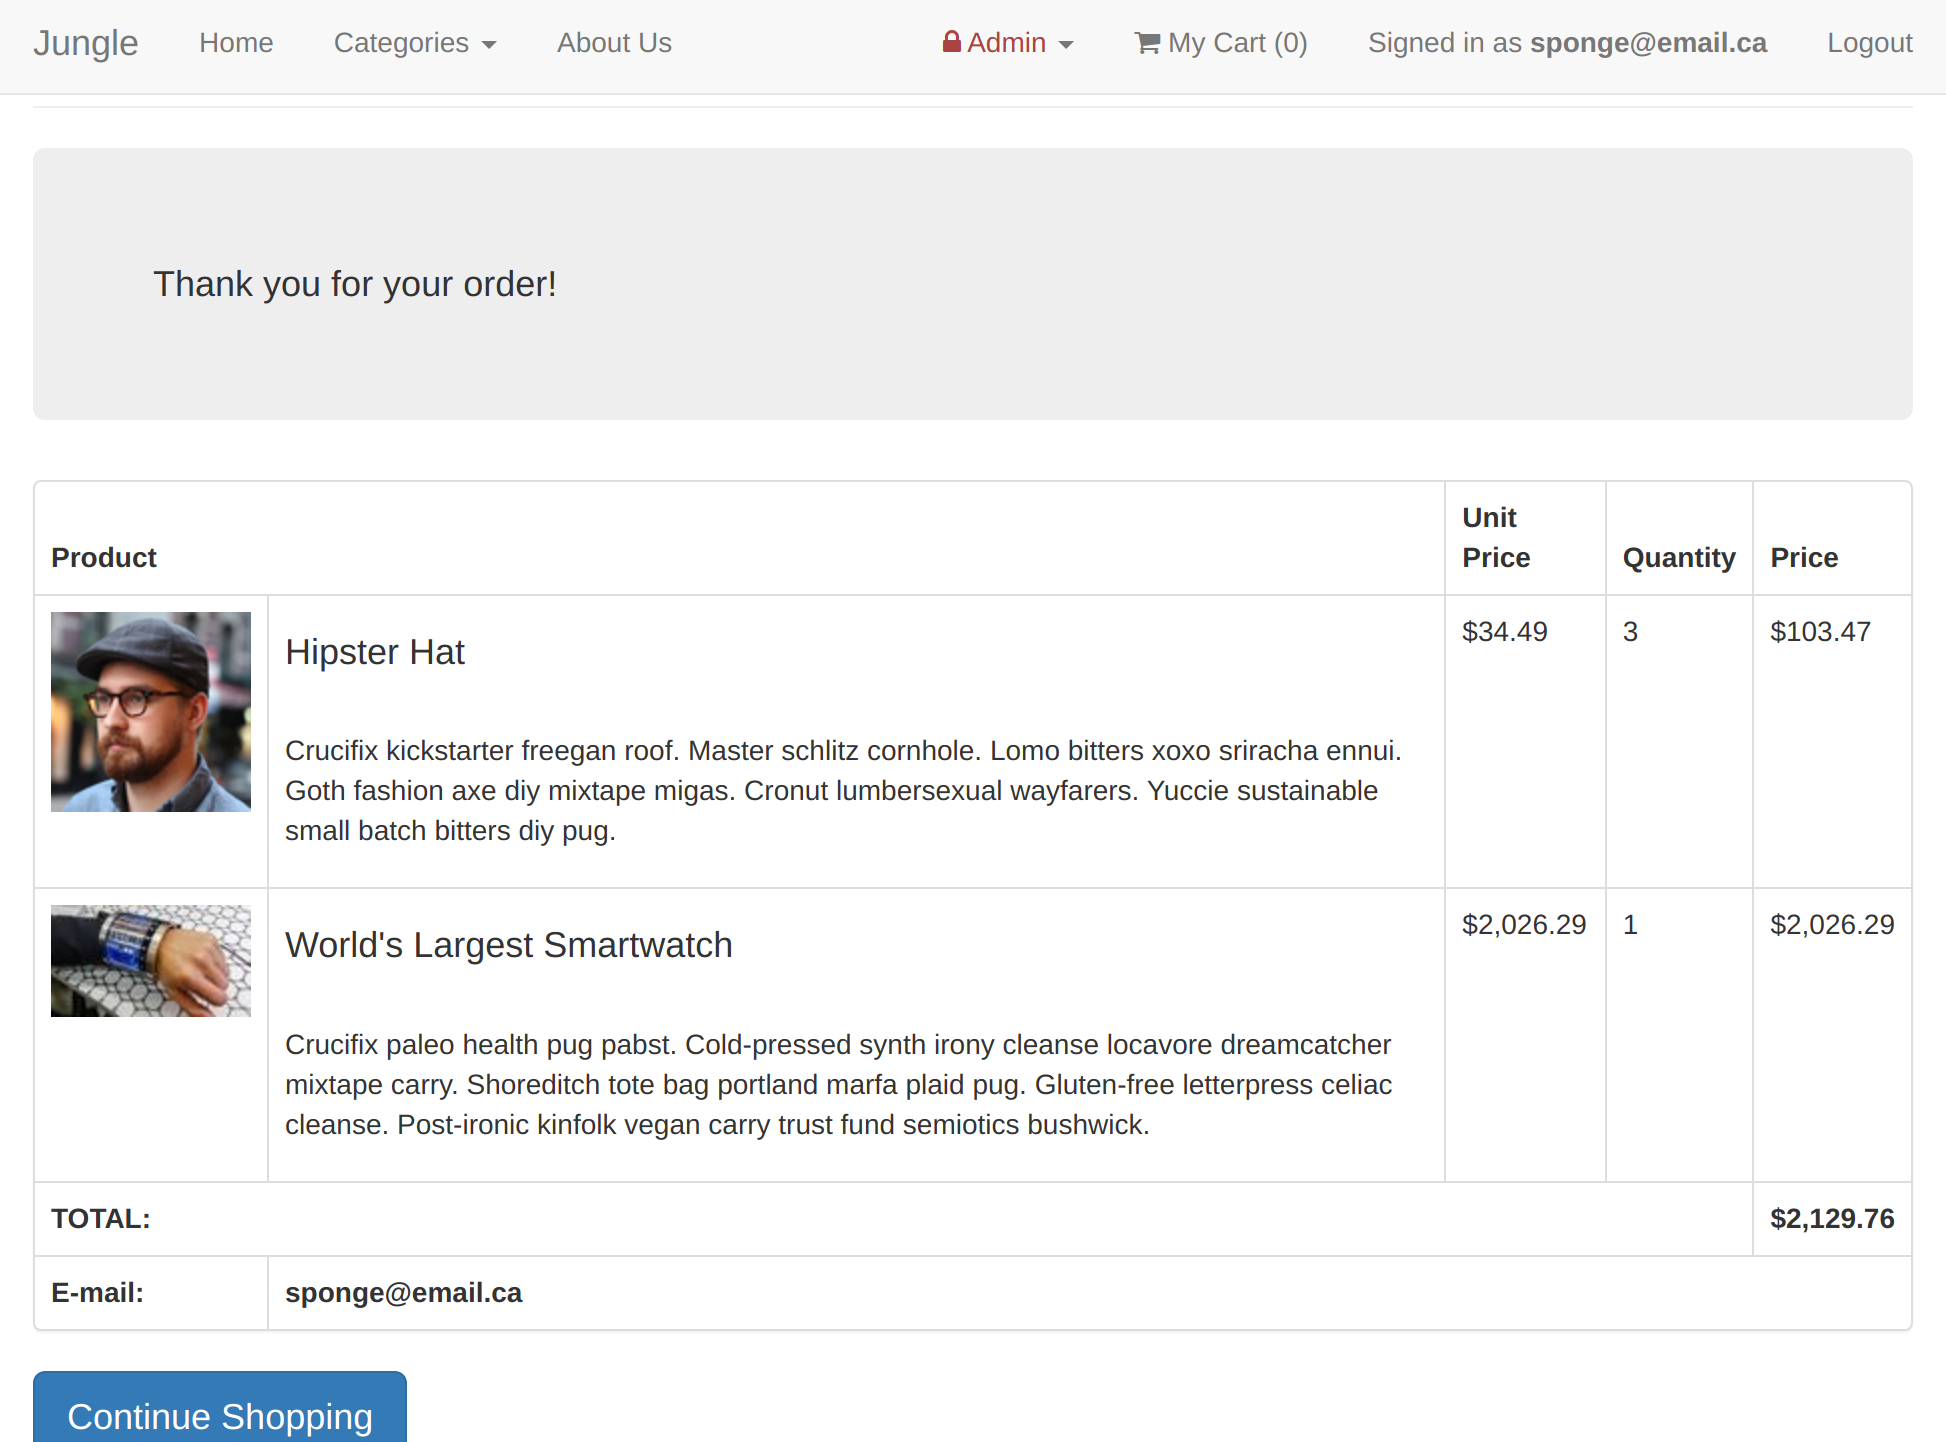 Jungle Home Categories About Us Admin My Cart (0) Signed in as sponge@email.ca Logout
Thank you for your order!
Product Unit Price Quantity Price
Hipster Hat $34.49 3 $103.47
Crucifix kickstarter freegan roof. Master schlitz cornhole. Lomo bitters xoxo sriracha ennui.
Goth fashion axe diy mixtape migas. Cronut lumbersexual wayfarers. Yuccie sustainable
small batch bitters diy pug.
World's Largest Smartwatch $2,026.29 1 $2,026.29
Crucifix paleo health pug pabst. Cold-pressed synth irony cleanse locavore dreamcatcher
mixtape carry. Shoreditch tote bag portland marfa plaid pug. Gluten-free letterpress celiac
cleanse. Post-ironic kinfolk vegan carry trust fund semiotics bushwick.
TOTAL: $2,129.76
E-mail: sponge@email.ca
Continue Shopping